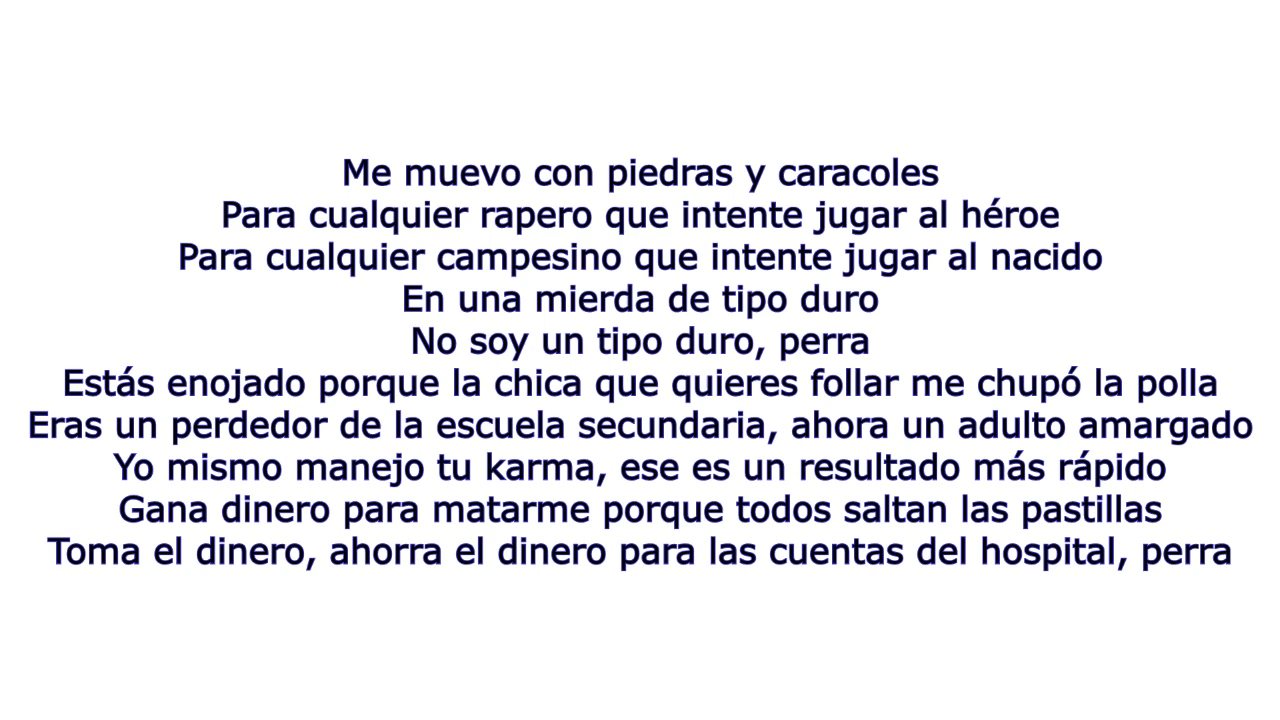 Me muevo con piedras y caracoles
Para cualquier rapero que intente jugar al héroe
Para cualquier campesino que intente jugar al nacido
En una mierda de tipo duro
No soy un tipo duro, perra
Estás enojado porque la chica que quieres follar me chupó la polla
Eras un perdedor de la escuela secundaria, ahora un adulto amargado
Yo mismo manejo tu karma, ese es un resultado más rápido
Gana dinero para matarme porque todos saltan las pastillas
Toma el dinero, ahorra el dinero para las cuentas del hospital, perra